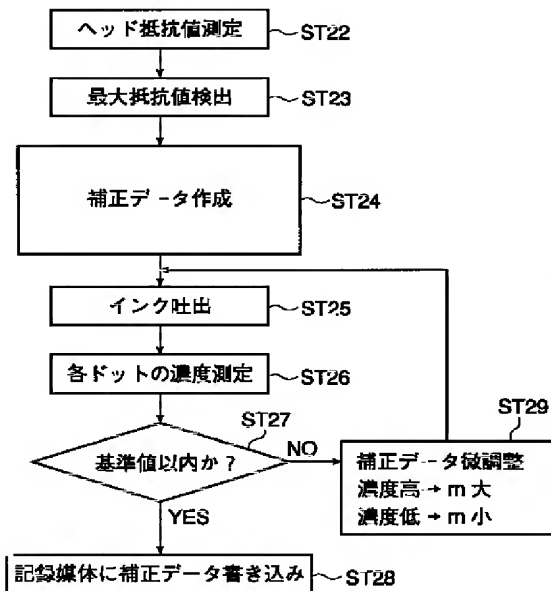 ヘッド抵抗値測定 ST22
最大抵抗値検出 ST23
補正データ作成 ST24
インク吐出 ST25
各ドットの濃度測定 ST26
ST27
基準値以内か？
NO
YES
ST29
補正データ微調整
濃度高→m大
濃度低→m小
記録媒体に補正データ書き込み ST28